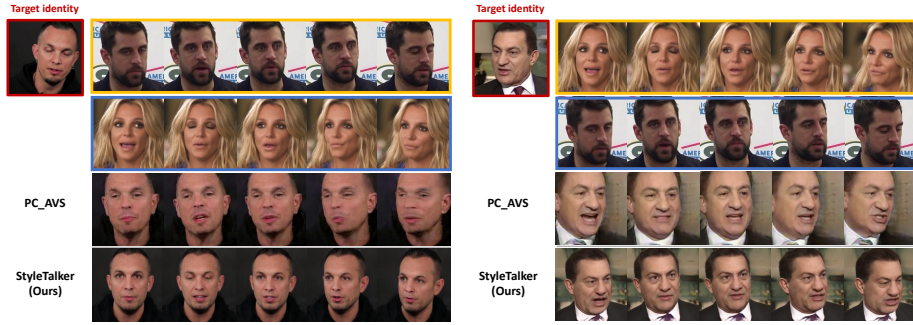 Target identity
Target identity
PC_AVS
PC_AVS
StyleTalker
(Ours)
StyleTalker
(Ours)